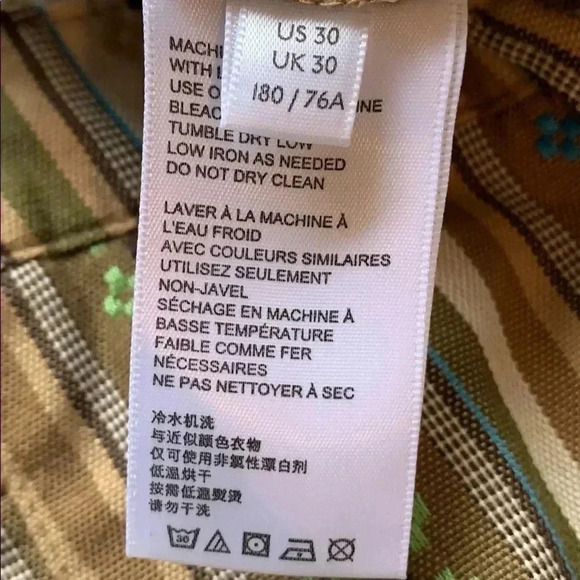 US 30
UK 30
180 / 76A
MACHI
WITH
USE O INE
BLEAC
TUMBLE DRY LOW
LOW IRON AS NEEDED
DO NOT DRY CLEAN
LAVER À LA MACHINE À
L'EAU FROID
AVEC COULEURS SIMILAIRES
UTILISEZ SEULEMENT
NON-JAVEL
SÉCHAGE EN MACHINE À
BASSE TEMPÉRATURE
FAIBLE COMME FER
NÉCESSAIRES
NE PAS NETTOYER À SEC
冷水机洗
与近似颜色衣物
仅可使用非氯性漂白剂
低温烘干
按需低温熨烫
请勿干洗
30